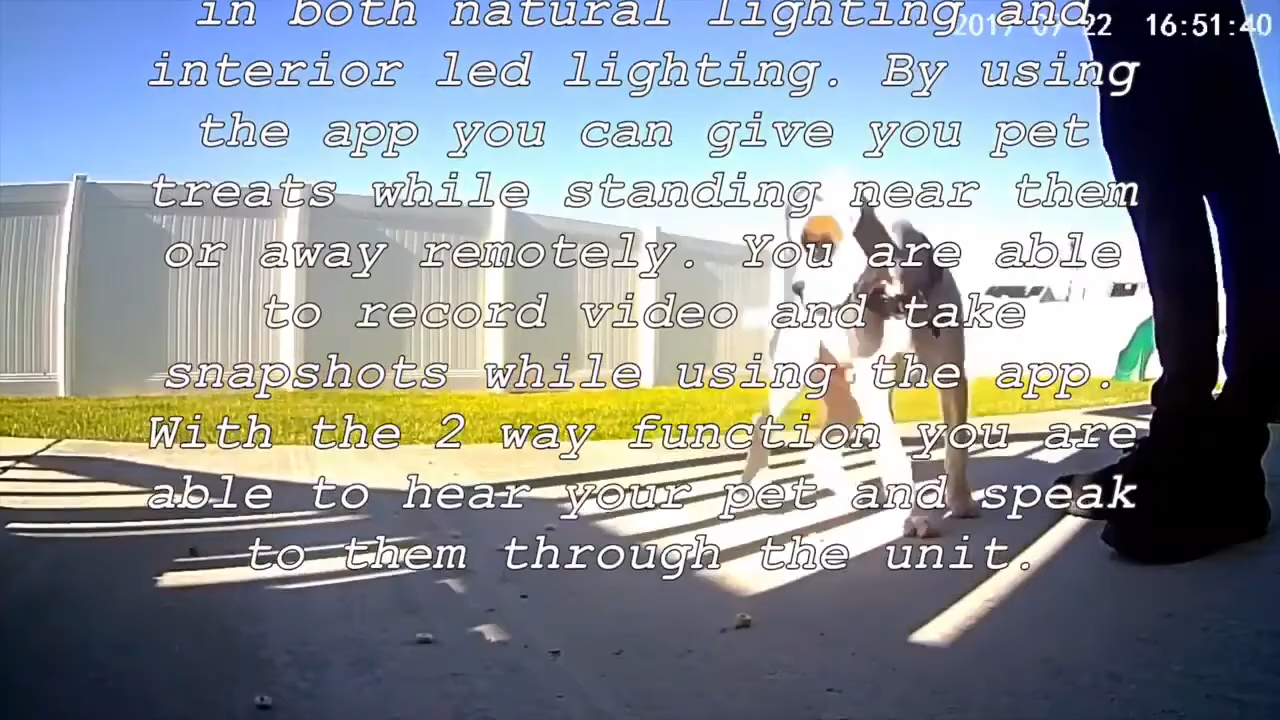 in both natural lighting and
2017 09 22 16:51:40
interior led lighting. By using
the app you can give you pet
treats while standing near them
or away remotely. You are able
to record video and take
snapshots while using the app.
With the 2 way function you are
able to hear your pet and speak
to them through the unit.